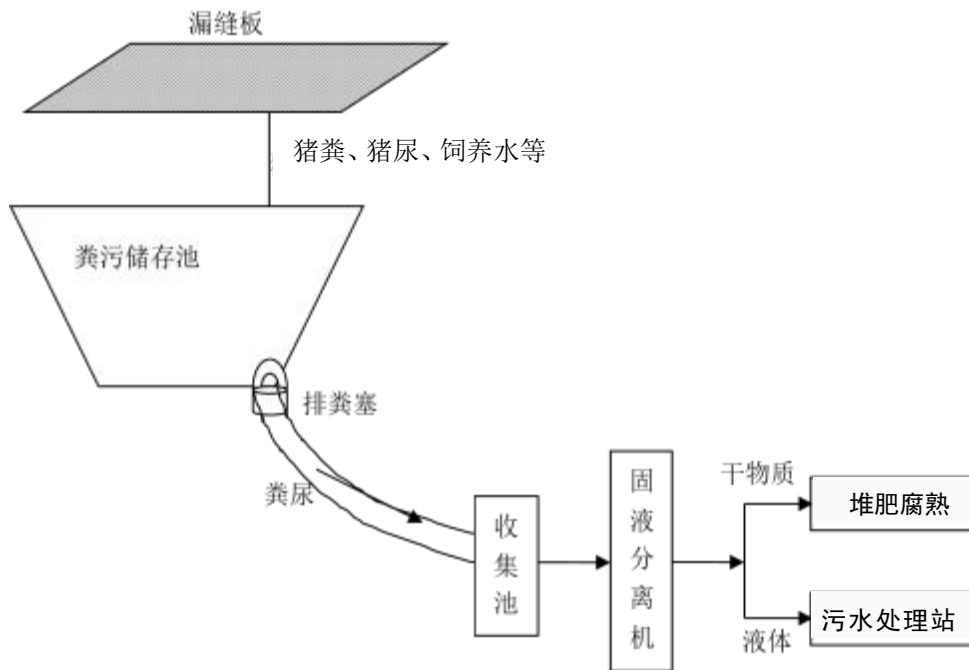 漏缝板
猪粪、猪尿、饲养水等
粪污储存池
排粪塞
粪尿
收集池
固液分离机
干物质
堆肥腐熟
污水处理站
液体